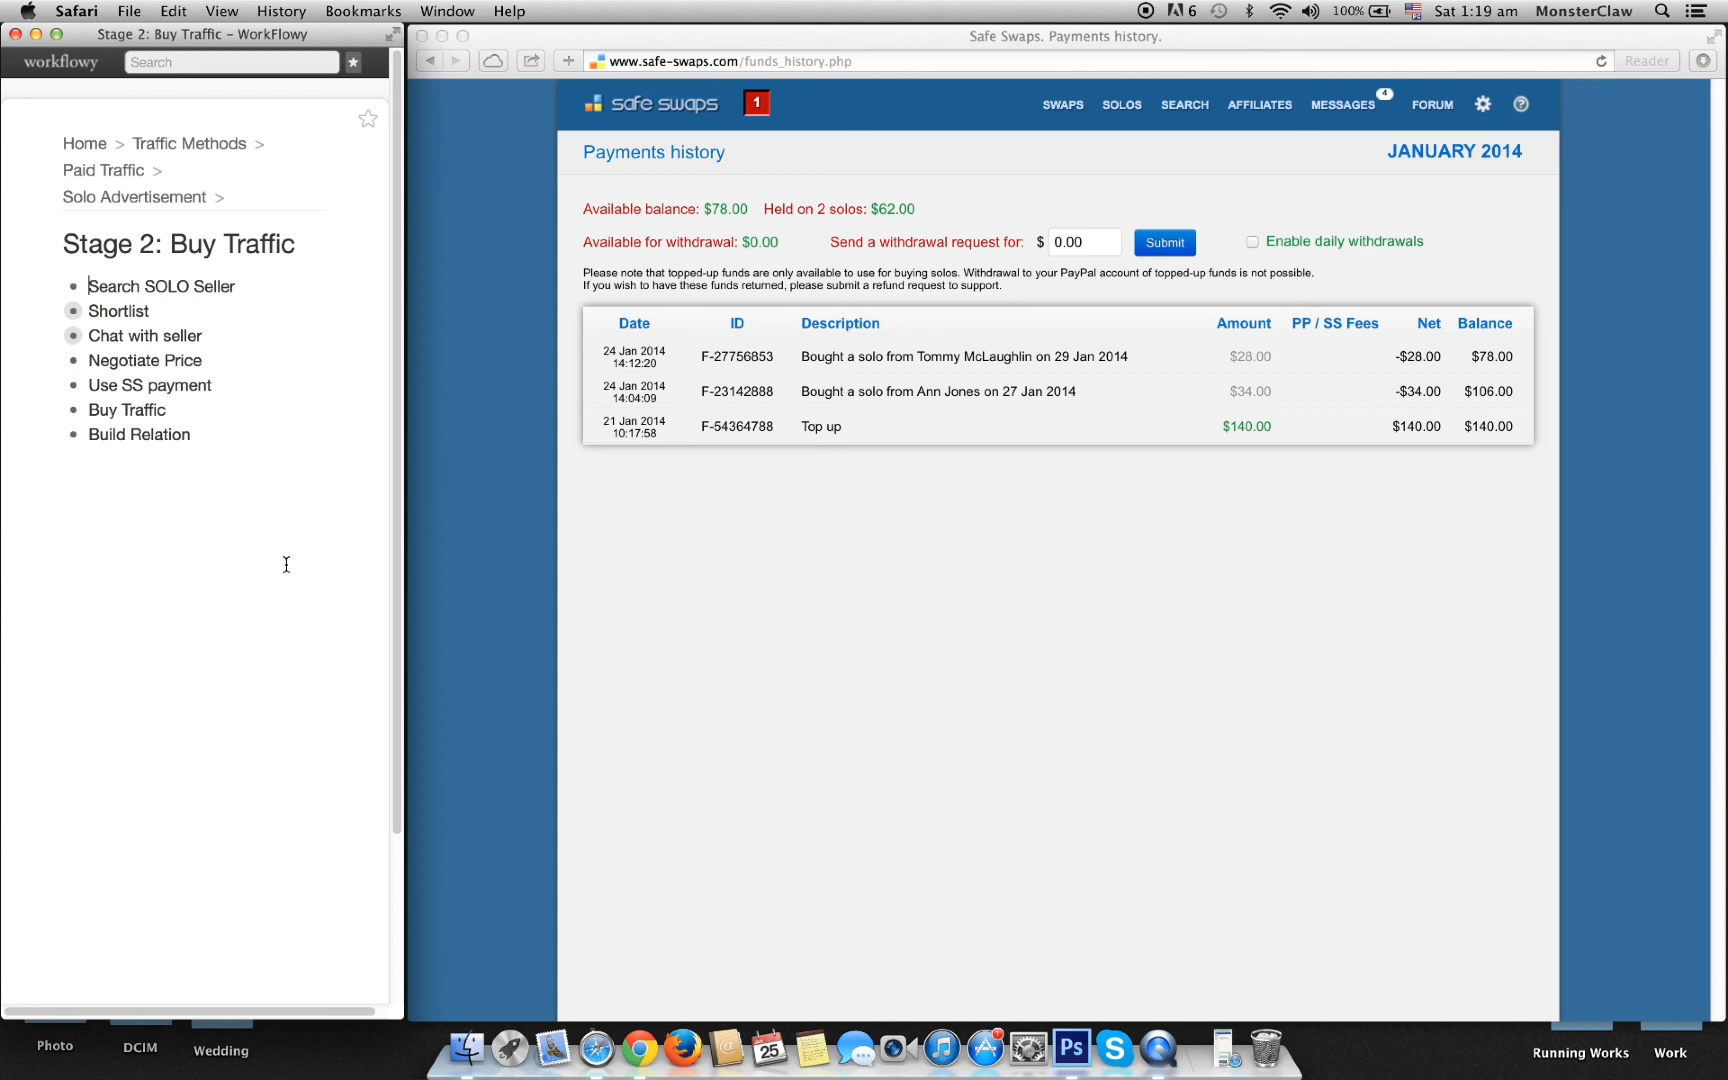 Safari File Edit View History Bookmarks Window Help
6 100% Sat 1:19 am MonsterClaw
Stage 2: Buy Traffic – WorkFlowy
workflowy Search
Home > Traffic Methods >
Paid Traffic >
Solo Advertisement >
Stage 2: Buy Traffic
Search SOLO Seller
Shortlist
Chat with seller
Negotiate Price
Use SS payment
Buy Traffic
Build Relation
Safe Swaps. Payments history.
www.safe-swaps.com/funds_history.php Reader
safe swaps 1 SWAPS SOLOS SEARCH AFFILIATES MESSAGES 4 FORUM ?
Payments history JANUARY 2014
Available balance: $78.00 Held on 2 solos: $62.00
Available for withdrawal: $0.00 Send a withdrawal request for: $ 0.00 Submit Enable daily withdrawals
Please note that topped-up funds are only available to use for buying solos. Withdrawal to your PayPal account of topped-up funds is not possible.
If you wish to have these funds returned, please submit a refund request to support.
Date ID Description Amount PP / SS Fees Net Balance
24 Jan 2014 14:12:20 F-27756853 Bought a solo from Tommy McLaughlin on 29 Jan 2014 $28.00 -$28.00 $78.00
24 Jan 2014 14:04:09 F-23142888 Bought a solo from Ann Jones on 27 Jan 2014 $34.00 -$34.00 $106.00
21 Jan 2014 10:17:58 F-54364788 Top up $140.00 $140.00 $140.00
Photo DCIM Wedding
25 1 Ps
Running Works Work